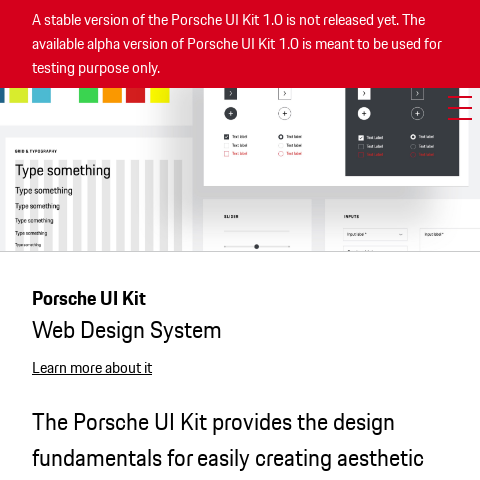 A stable version of the Porsche UI Kit 1.0 is not released yet. The
available alpha version of Porsche UI Kit 1.0 is meant to be used for
testing purpose only.
Text label Text label Text label Text label
Text label Text label Text label Text label
Text label Text label Text label Text label
GRID & TYPOGRAPHY
Type something
Type something
Type something
Type something
Type something
Type something
SLIDER
INPUTS
Input label*
Input label*
Porsche UI Kit
Web Design System
Learn more about it
The Porsche UI Kit provides the design
fundamentals for easily creating aesthetic